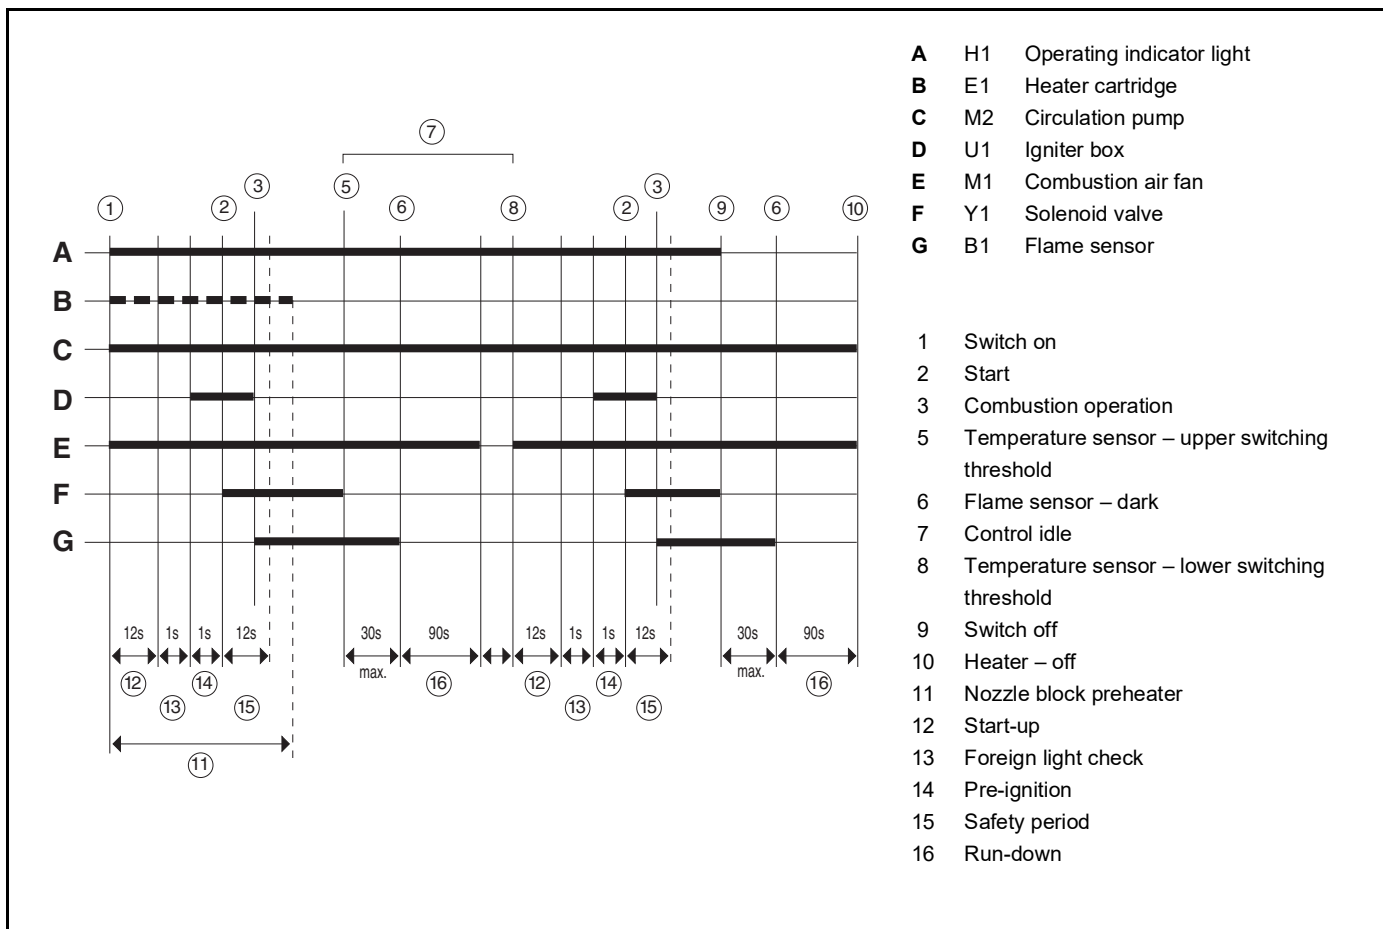 A H1 Operating indicator light
B E1 Heater cartridge
C M2 Circulation pump
D U1 Igniter box
E M1 Combustion air fan
F Y1 Solenoid valve
G B1 Flame sensor
1 Switch on
2 Start
3 Combustion operation
5 Temperature sensor – upper switching
threshold
6 Flame sensor – dark
7 Control idle
8 Temperature sensor – lower switching
threshold
9 Switch off
10 Heater – off
11 Nozzle block preheater
12 Start-up
13 Foreign light check
14 Pre-ignition
15 Safety period
16 Run-down
7
3 5 3
1 2 6 8 2 9 6 10
A
B
C
D
E
F
G
12s 1s 1s 12s 30s 90s 12s 1s 1s 12s 30s 90s
max. max.
12 14 16 12 14 16
13 15 13 15
11